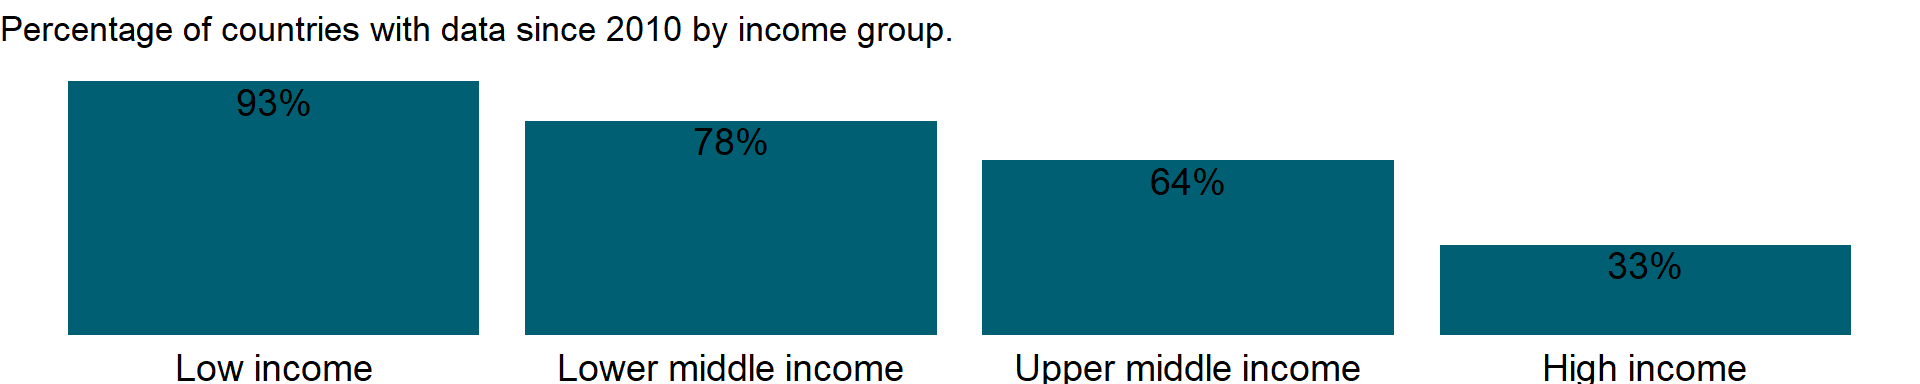 Percentage of countries with data since 2010 by income group.
93%
78%
64%
33%
Low income
Lower middle income
Upper middle income
High income